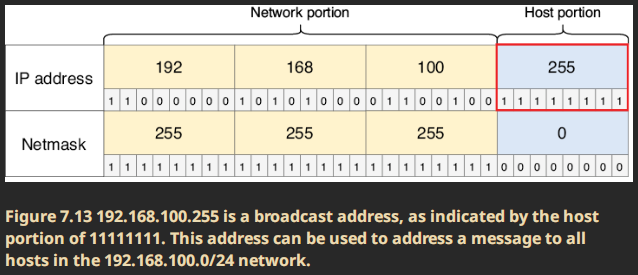 Network portion Host portion
IP address 192 168 100 255
1 1 0 0 0 0 0 0 1 0 1 0 1 0 0 0 0 1 1 0 0 1 0 0 1 1 1 1 1 1 1 1
Netmask 255 255 255 0
1 1 1 1 1 1 1 1 1 1 1 1 1 1 1 1 1 1 1 1 1 1 1 1 0 0 0 0 0 0 0 0
Figure 7.13 192.168.100.255 is a broadcast address, as indicated by the host
portion of 11111111. This address can be used to address a message to all
hosts in the 192.168.100.0/24 network.